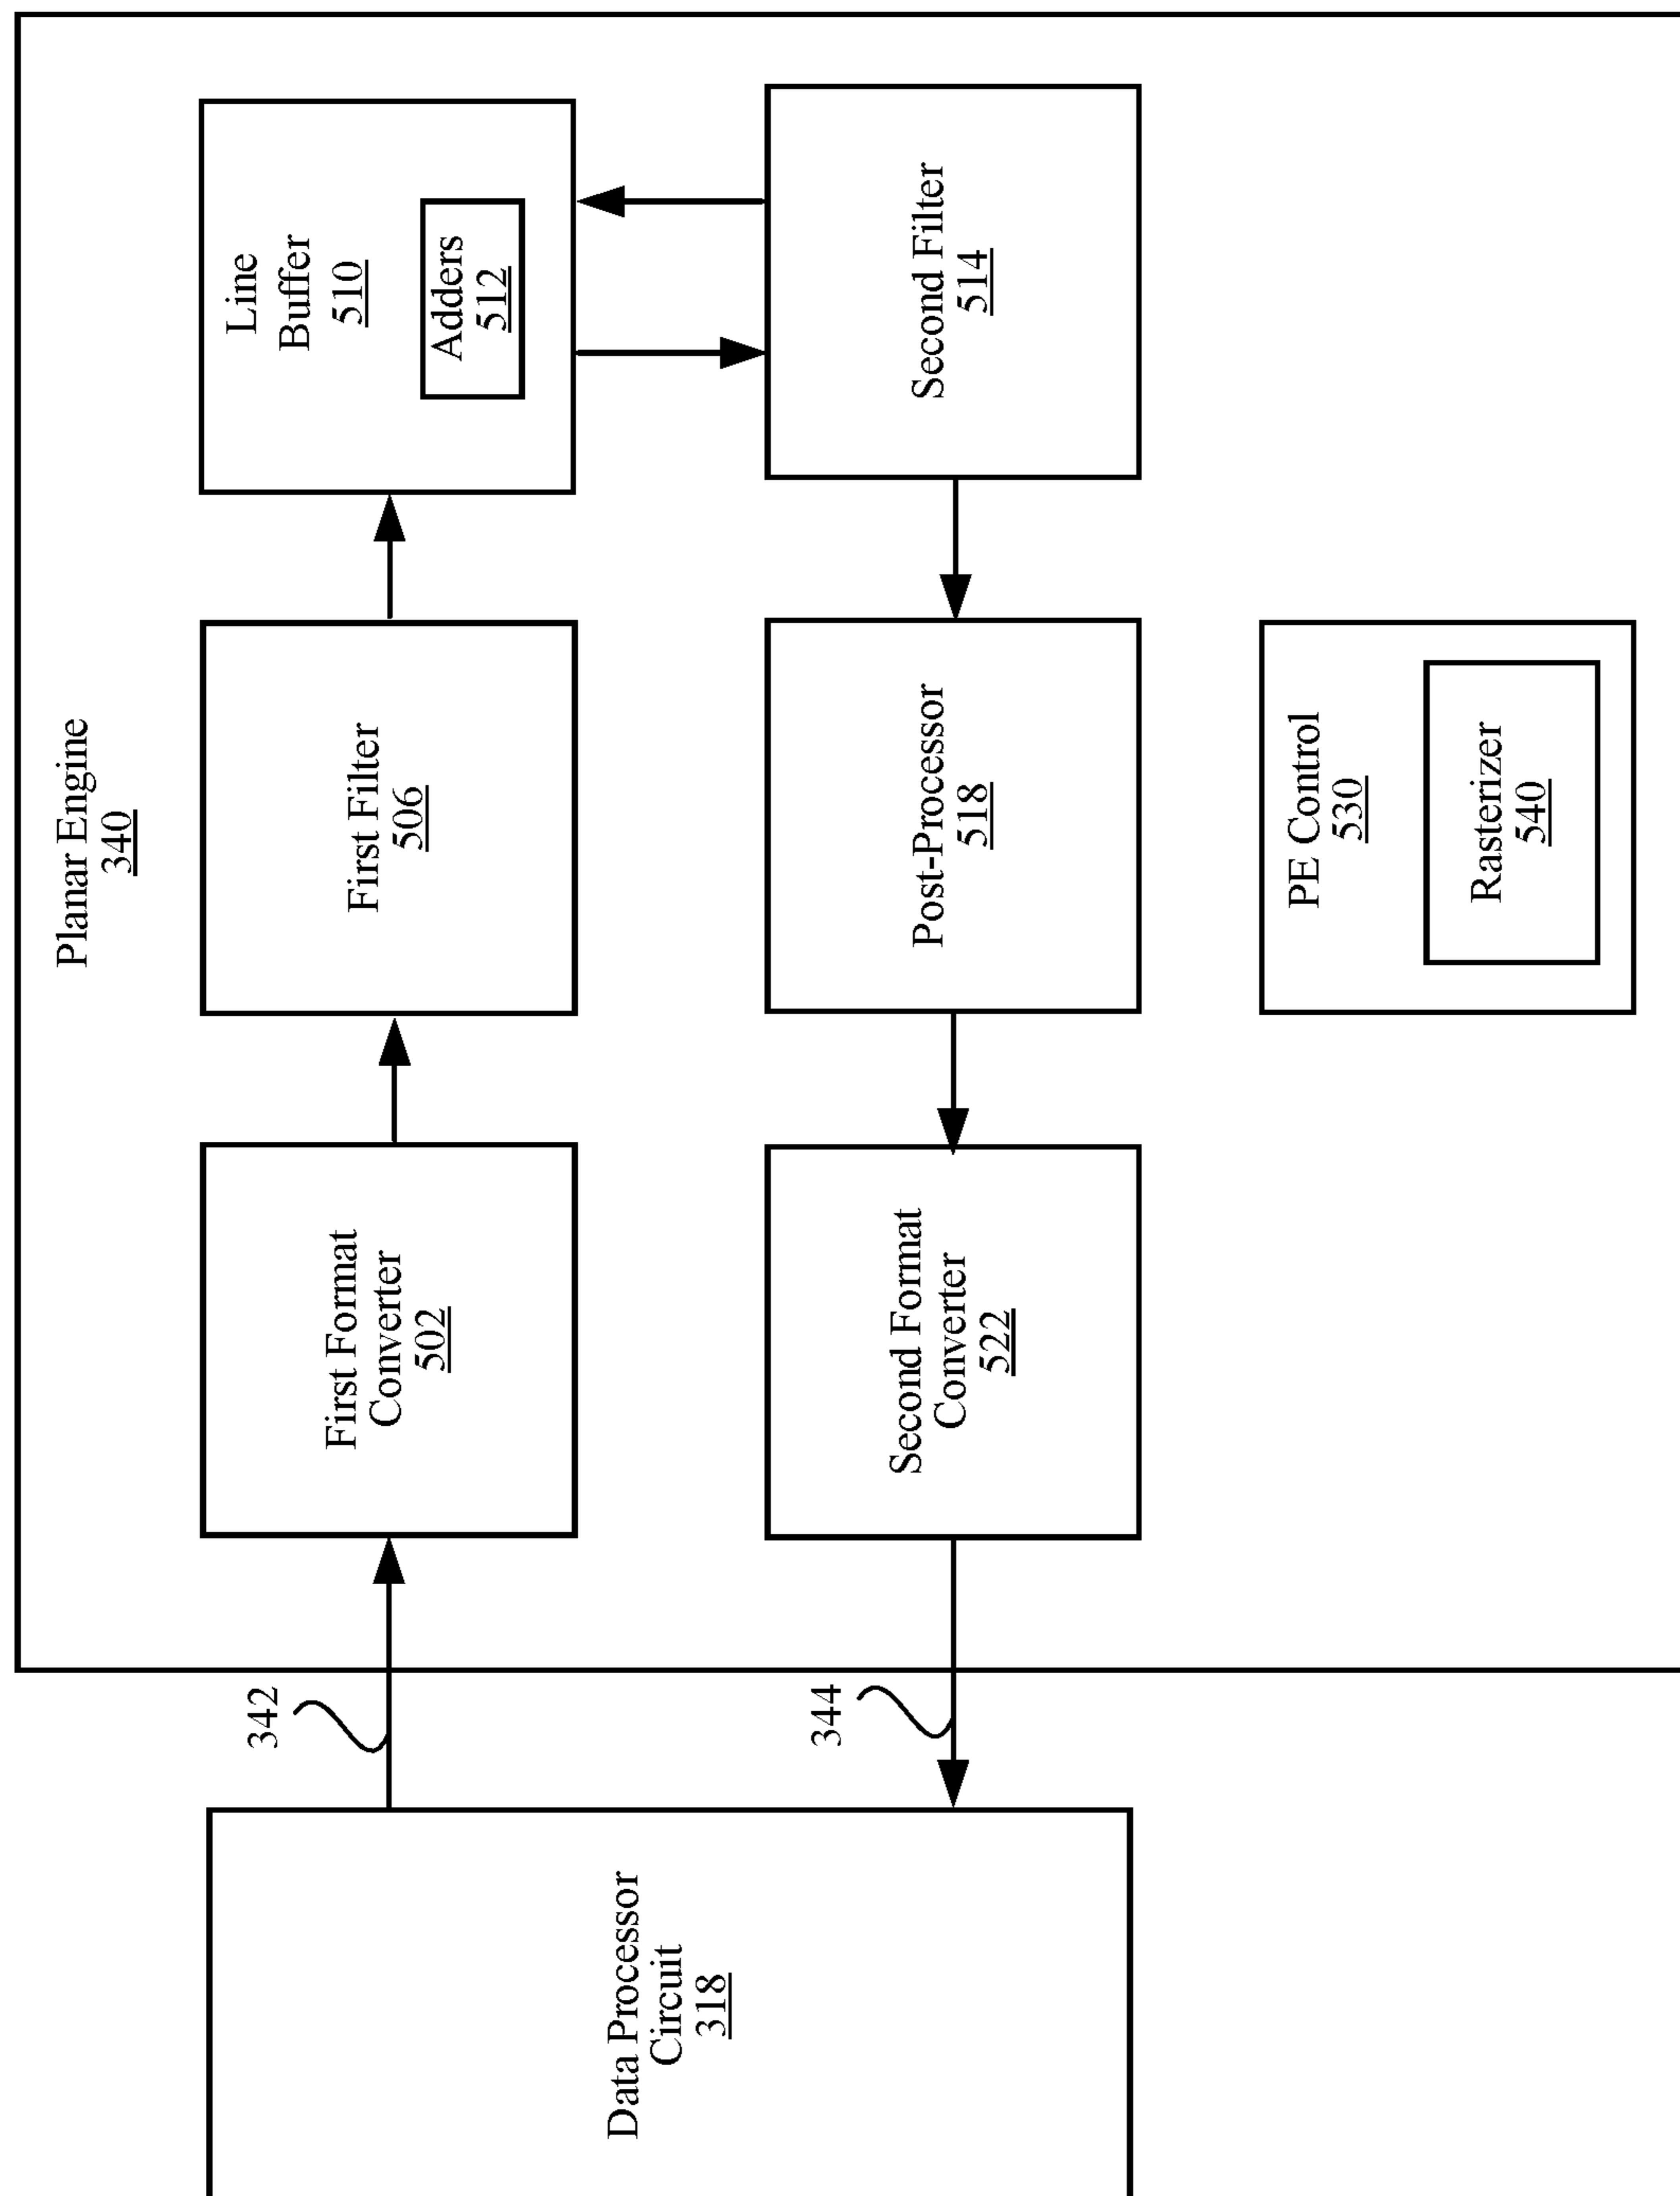 Planar Engine
340
Data Processor
Circuit
318
342
First Format
Converter
502
First Filter
506
Line
Buffer
510
Adders
512
344
Second Format
Converter
522
Post-Processor
518
Second Filter
514
PE Control
530
Rasterizer
540